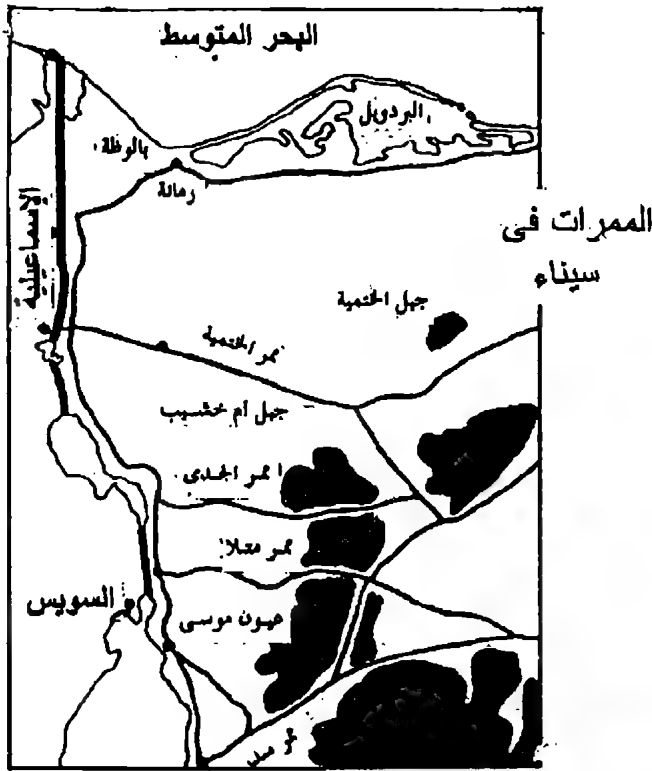 البحر المتوسط
البردويل
بالوظة
رمانة
الإسماعيلية
الممرات فى
سيناء
جبل الختمية
ممر الختمية
جبل أم خشيب
ممر الجدى
ممر متلا
السويس
عيون موسى